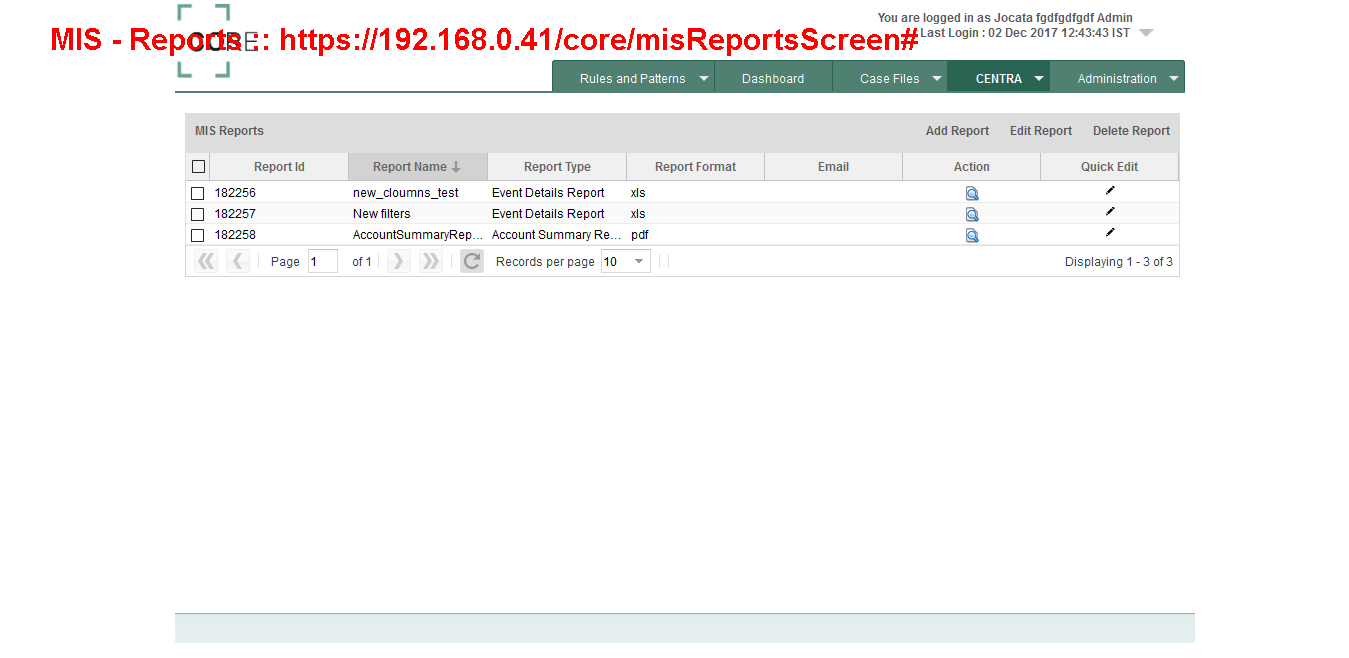 You are logged in as Jocata fgdfgdfgdf Admin
MIS - Reports :: https://192.168.0.41/core/misReportsScreen#
CORE
Last Login : 02 Dec 2017 12:43:43 IST
Rules and Patterns Dashboard Case Files CENTRA Administration
MIS Reports Add Report Edit Report Delete Report
Report Id Report Name Report Type Report Format Email Action Quick Edit
182256 new_cloumns_test Event Details Report xls
182257 New filters Event Details Report xls
182258 AccountSummaryRep... Account Summary Re... pdf
Page 1 of 1 Records per page 10 Displaying 1 - 3 of 3